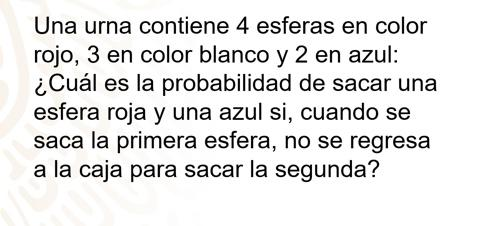 Una urna contiene 4 esferas en color
rojo, 3 en color blanco y 2 en azul:
¿Cuál es la probabilidad de sacar una
esfera roja y una azul si, cuando se
saca la primera esfera, no se regresa
a la caja para sacar la segunda?